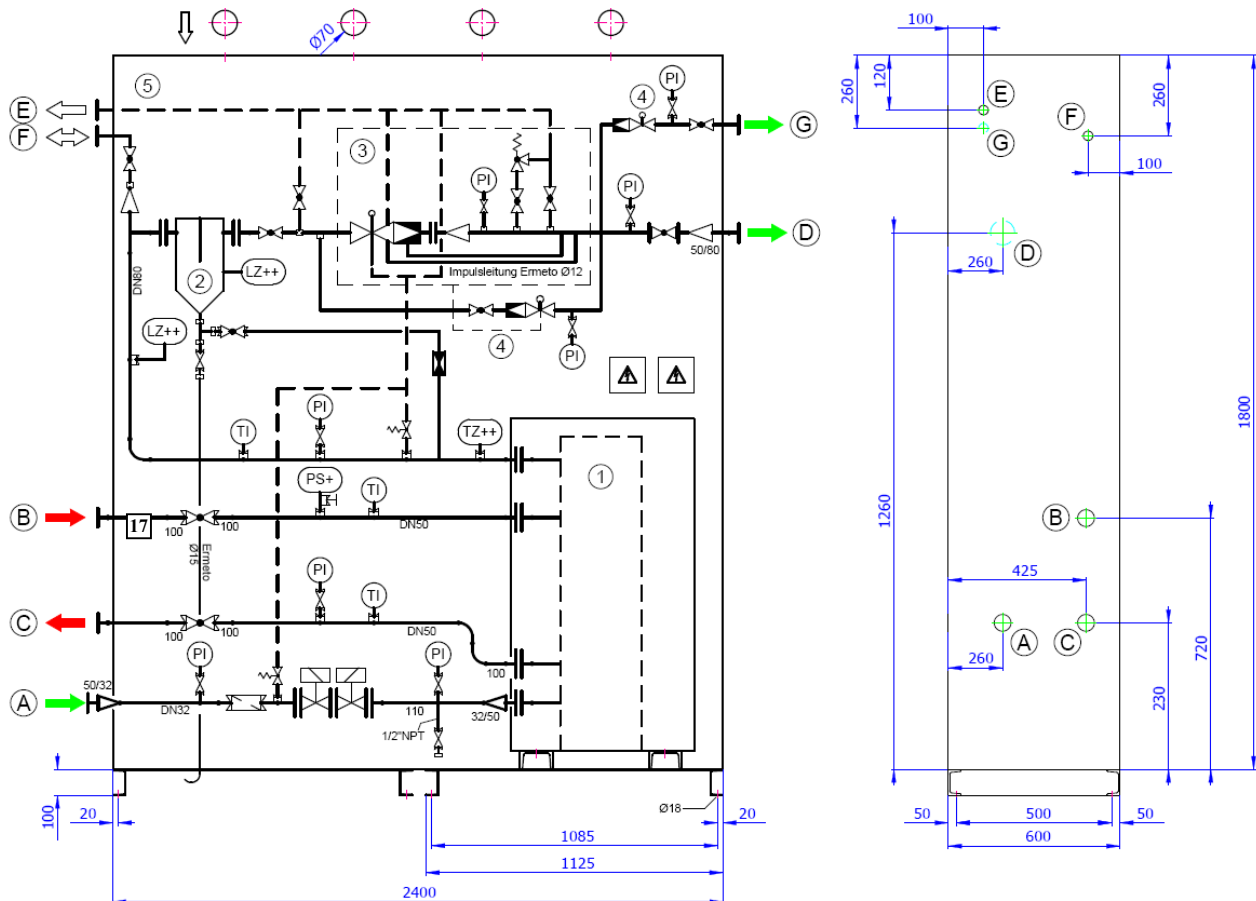 Ø70
100
5
E
F
3
4
PI
G
260
120
E
G
F
260
100
PI
PI
D
50/80
2
LZ++
Impulsleitung Ermeto Ø12
DN80
LZ++
4
PI
D
260
1800
1260
TI
PI
TZ++
1
PS+
TI
B
17
100
100
DN50
Ermeto
Ø15
B
425
PI
TI
C
100
100
DN50
100
A
C
260
720
230
PI
PI
A
50/32
DN32
110
32/50
1/2"NPT
100
20
Ø18
20
1085
1125
2400
50
500
50
600